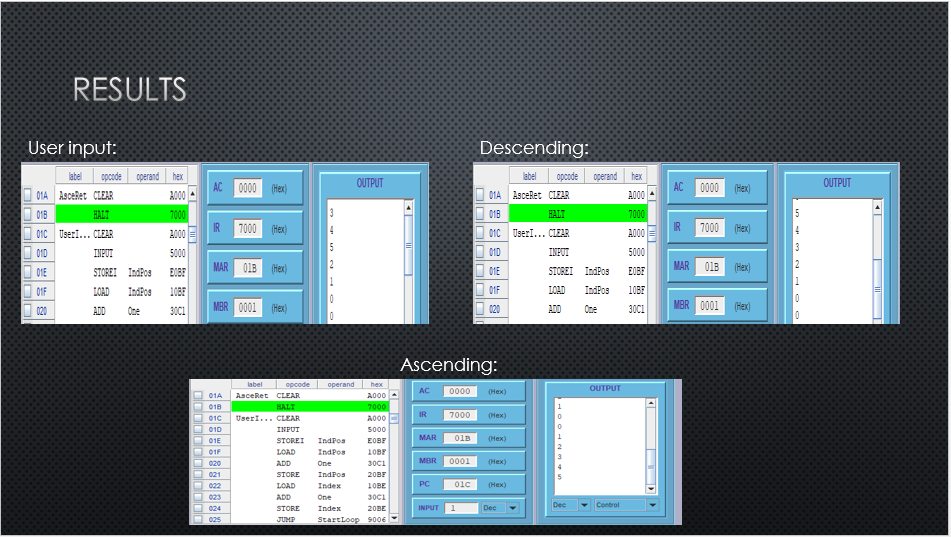 RESULTS
User input:
label opcode operand hex
01A AsceRet CLEAR A000
01B HALT 7000
01C UserI... CLEAR A000
01D INPUT 5000
01E STOREI IndPos E0BF
01F LOAD IndPos 10BF
020 ADD One 30C1
AC 0000 (Hex)
IR 7000 (Hex)
MAR 01B (Hex)
MBR 0001 (Hex)
OUTPUT
3
4
5
2
1
0
0
Descending:
label opcode operand hex
01A AsceRet CLEAR A000
01B HALT 7000
01C UserI... CLEAR A000
01D INPUT 5000
01E STOREI IndPos E0BF
01F LOAD IndPos 10BF
020 ADD One 30C1
AC 0000 (Hex)
IR 7000 (Hex)
MAR 01B (Hex)
MBR 0001 (Hex)
OUTPUT
5
4
3
2
1
0
0
Ascending:
label opcode operand hex
01A AsceRet CLEAR A000
01B HALT 7000
01C UserI... CLEAR A000
01D INPUT 5000
01E STOREI IndPos E0BF
01F LOAD IndPos 10BF
020 ADD One 30C1
021 STORE IndPos 20BF
022 LOAD Index 10BE
023 ADD One 30C1
024 STORE Index 20BE
025 JUMP StartLoop 9006
AC 0000 (Hex)
IR 7000 (Hex)
MAR 01B (Hex)
MBR 0001 (Hex)
PC 01C (Hex)
INPUT 1 Dec
OUTPUT
1
0
0
1
2
3
4
5
Dec Control